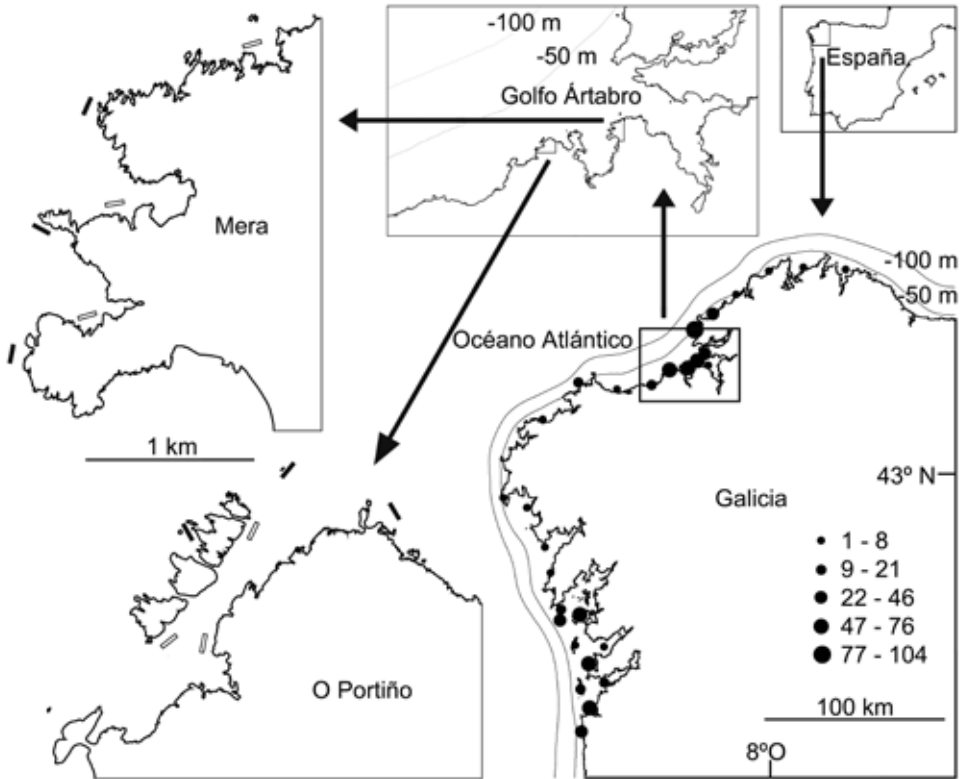 -100 m
-50 m
Golfo Ártabro
España
Mera
-100 m
-50 m
Océano Atlántico
1 km
43º N
Galicia
1 - 8
9 - 21
22 - 46
47 - 76
77 - 104
O Portiño
100 km
8ºO